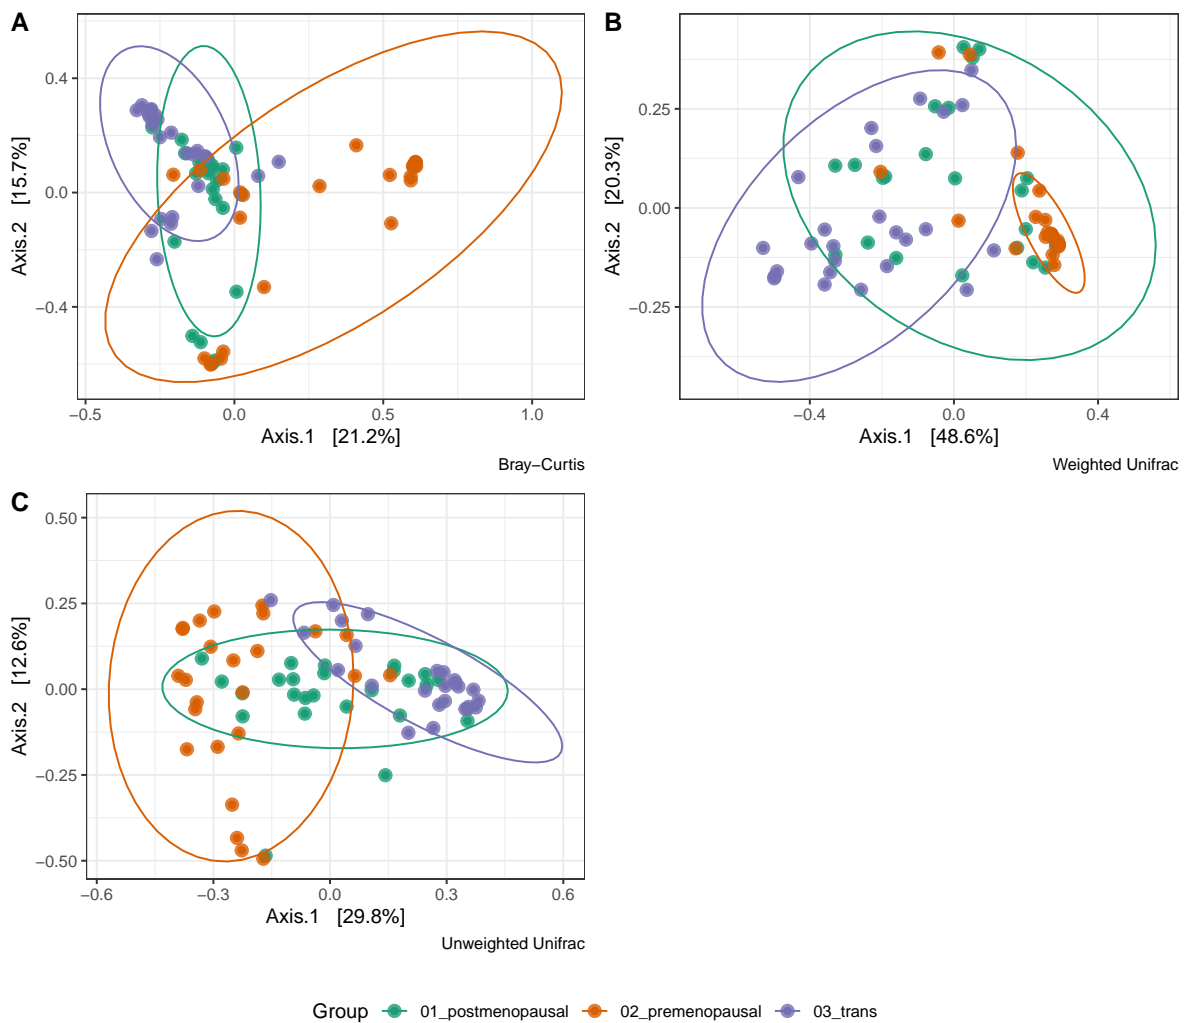 A
B
0.4
0.0
−0.4
Axis.2   [15.7%]
−0.5
0.0
0.5
1.0
Axis.1   [21.2%]
Bray−Curtis
0.25
0.00
−0.25
Axis.2   [20.3%]
−0.4
0.0
0.4
Axis.1   [48.6%]
Weighted Unifrac
C
0.50
0.25
0.00
−0.25
−0.50
Axis.2   [12.6%]
−0.6
−0.3
0.0
0.3
0.6
Axis.1   [29.8%]
Unweighted Unifrac
Group 01_postmenopausal 02_premenopausal 03_trans